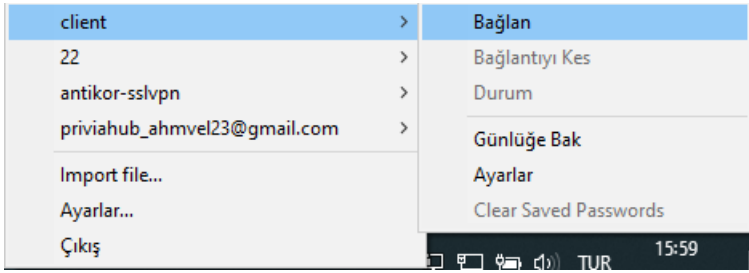 client
22
antikor-sslvpn
priviahub_ahmvel23@gmail.com
Import file...
Ayarlar...
Çıkış
Bağlan
Bağlantıyı Kes
Durum
Günlüğe Bak
Ayarlar
Clear Saved Passwords
TUR
15:59